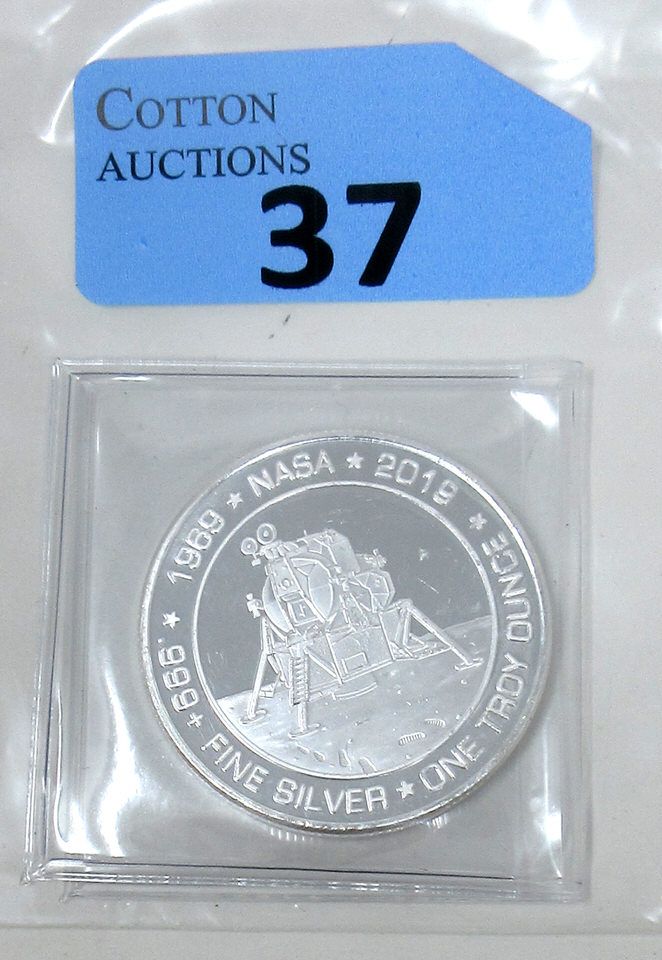 COTTON
AUCTIONS
37
1969 ★ NASA ★ 2019 ★ ONE TROY OUNCE ★ FINE SILVER ★ .999 ★